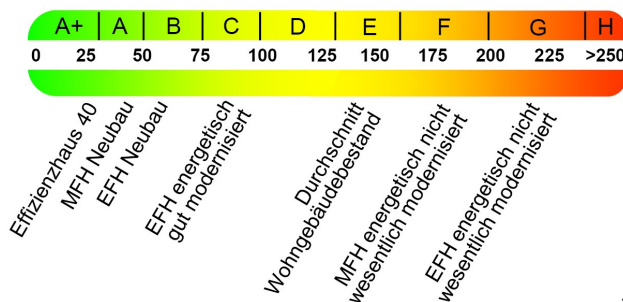 A+ A B C D E F G H
0 25 50 75 100 125 150 175 200 225 >250
Effizienzhaus 40
MFH Neubau
EFH Neubau
EFH energetisch
gut modernisiert
Durchschnitt
Wohngebäudebestand
MFH energetisch nicht
wesentlich modernisiert
EFH energetisch nicht
wesentlich modernisiert